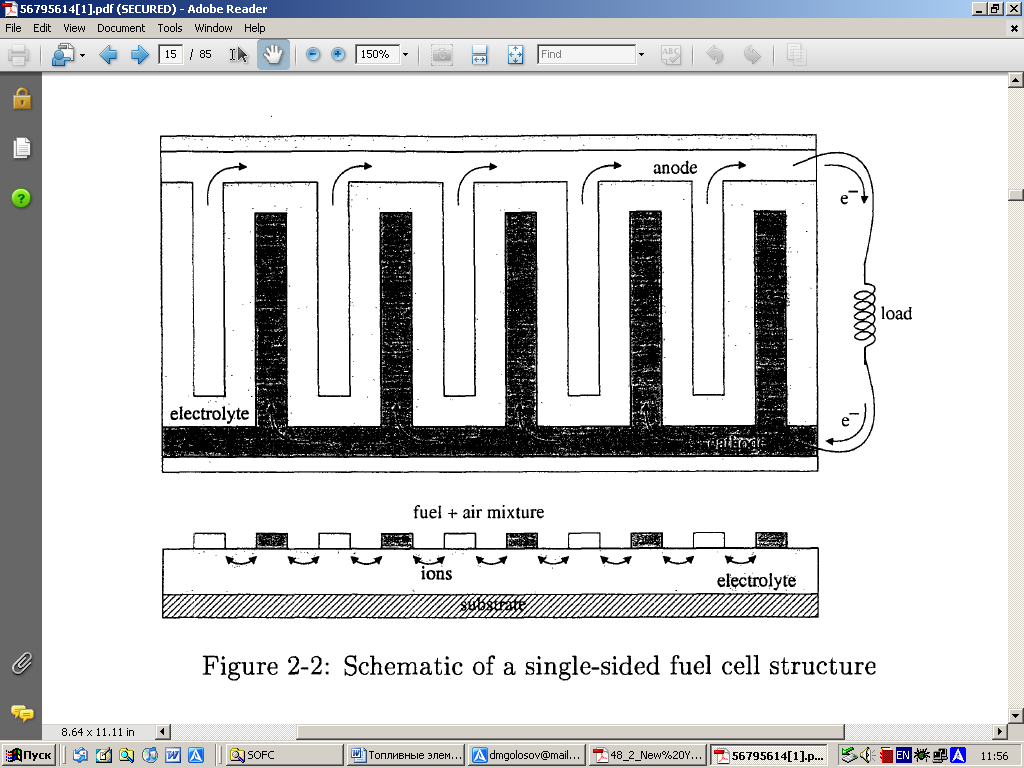 56795614[1].pdf (SECURED) - Adobe Reader
File Edit View Document Tools Window Help
15 / 85 150% Find
anode
e⁻
load
electrolyte
e⁻
cathode
fuel + air mixture
ions
electrolyte
substrate
Figure 2-2: Schematic of a single-sided fuel cell structure
8.64 x 11.11 in
Пуск SOFC Топливные элем... dmgolosov@mail... 48_2_New%20Y... 56795614[1].p... EN 11:56